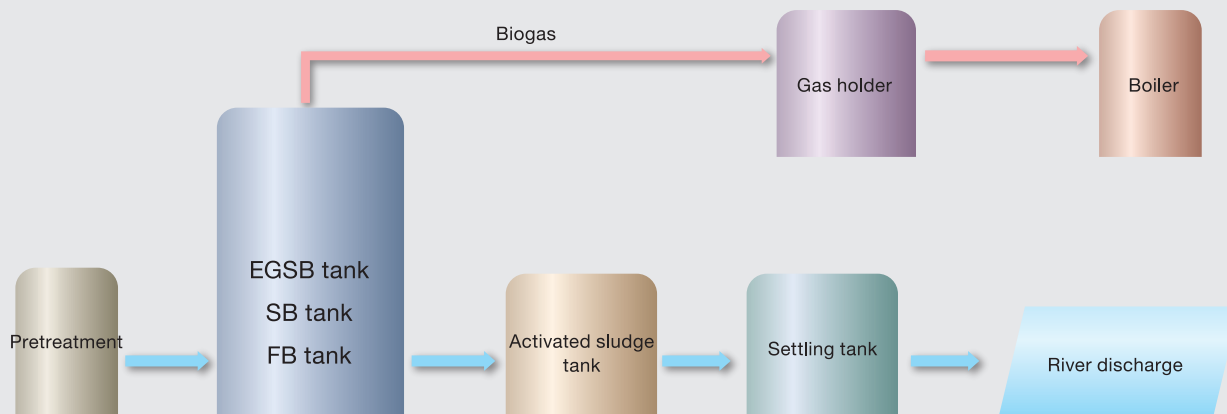 Biogas
Gas holder
Boiler
Pretreatment
EGSB tank
SB tank
FB tank
Activated sludge
tank
Settling tank
River discharge